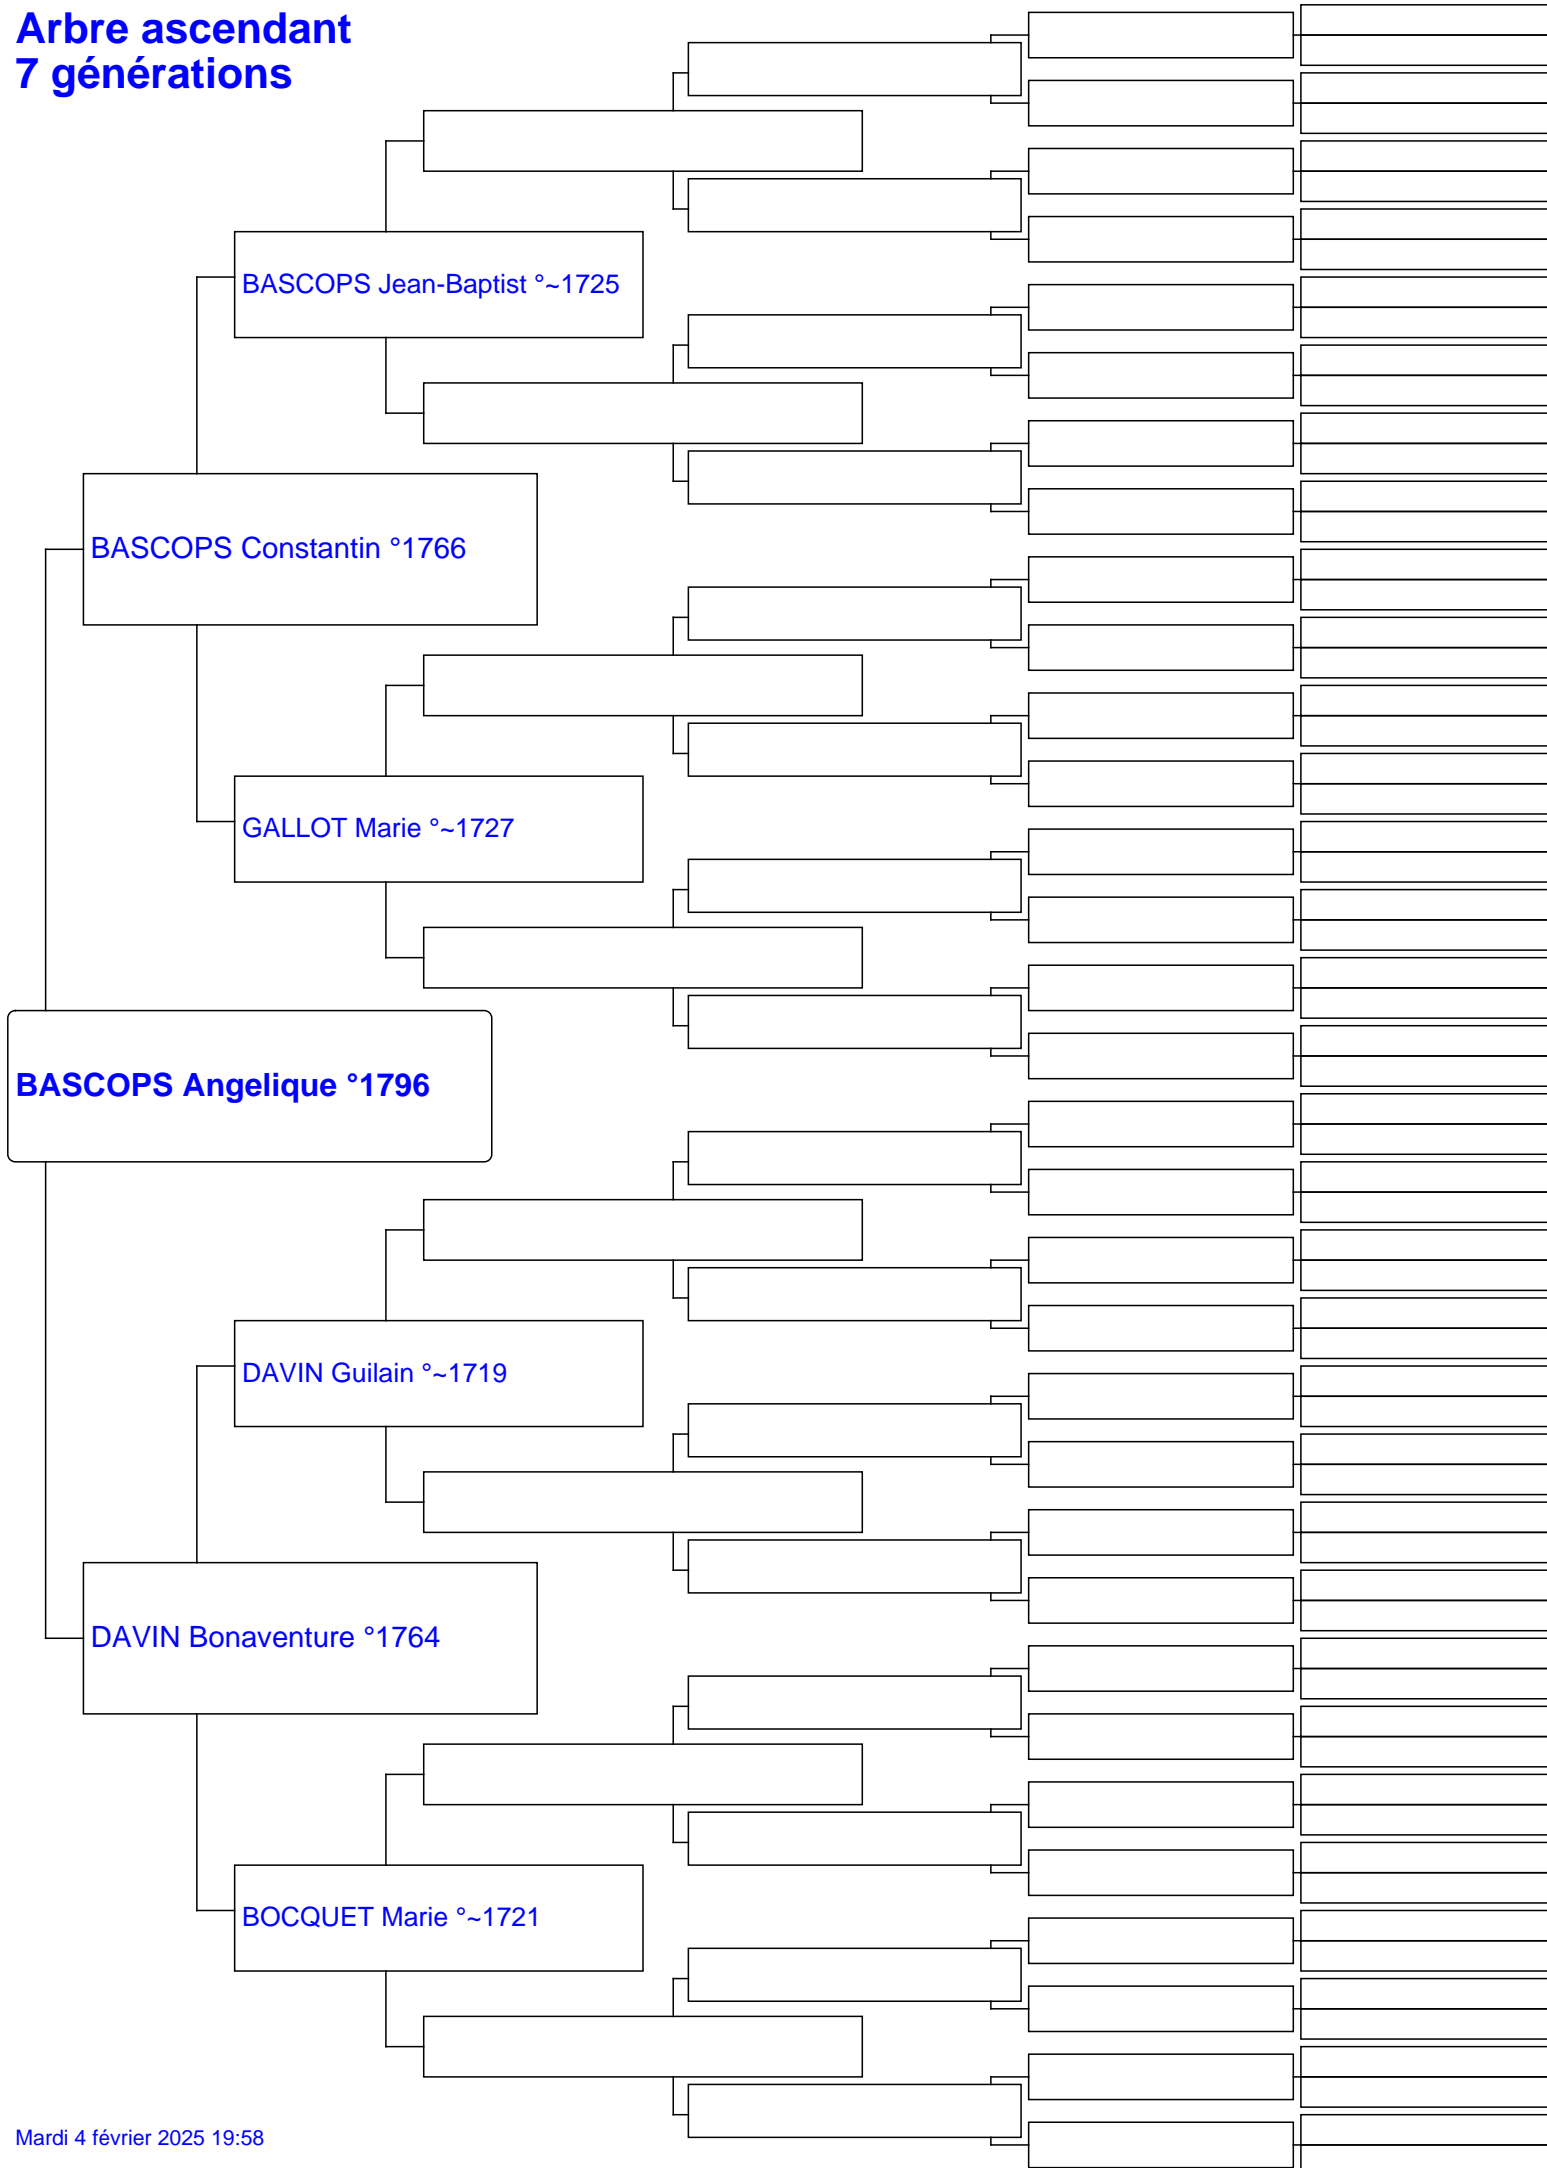 Arbre ascendant
7 générations
BASCOPS Jean-Baptist °~1725
BASCOPS Constantin °1766
GALLOT Marie °~1727
BASCOPS Angelique °1796
DAVIN Guilain °~1719
DAVIN Bonaventure °1764
BOCQUET Marie °~1721
Mardi 4 février 2025 19:58